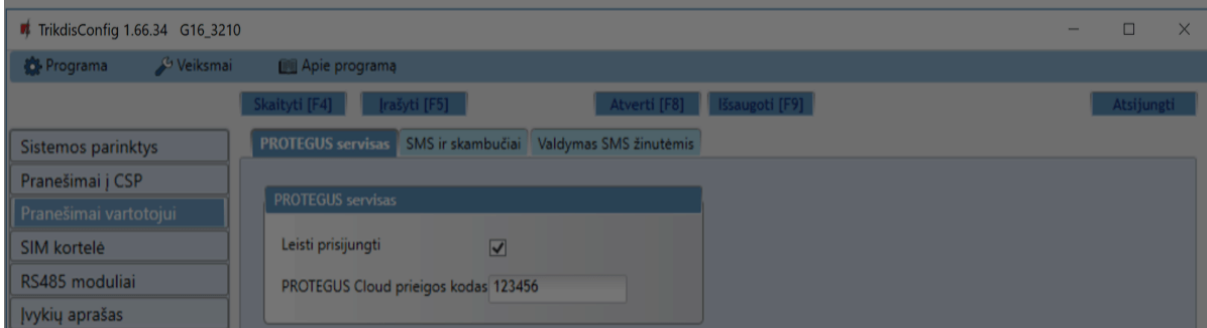 TrikdisConfig 1.66.34 G16_3210
Programa Veiksmai Apie programą
Skaityti [F4] Įrašyti [F5] Atverti [F8] Išsaugoti [F9] Atsijungti
Sistemos parinktys
Pranešimai į CSP
Pranešimai vartotojui
SIM kortelė
RS485 moduliai
Įvykių aprašas
PROTEGUS servisas SMS ir skambučiai Valdymas SMS žinutėmis
PROTEGUS servisas
Leisti prisijungti
PROTEGUS Cloud prieigos kodas 123456